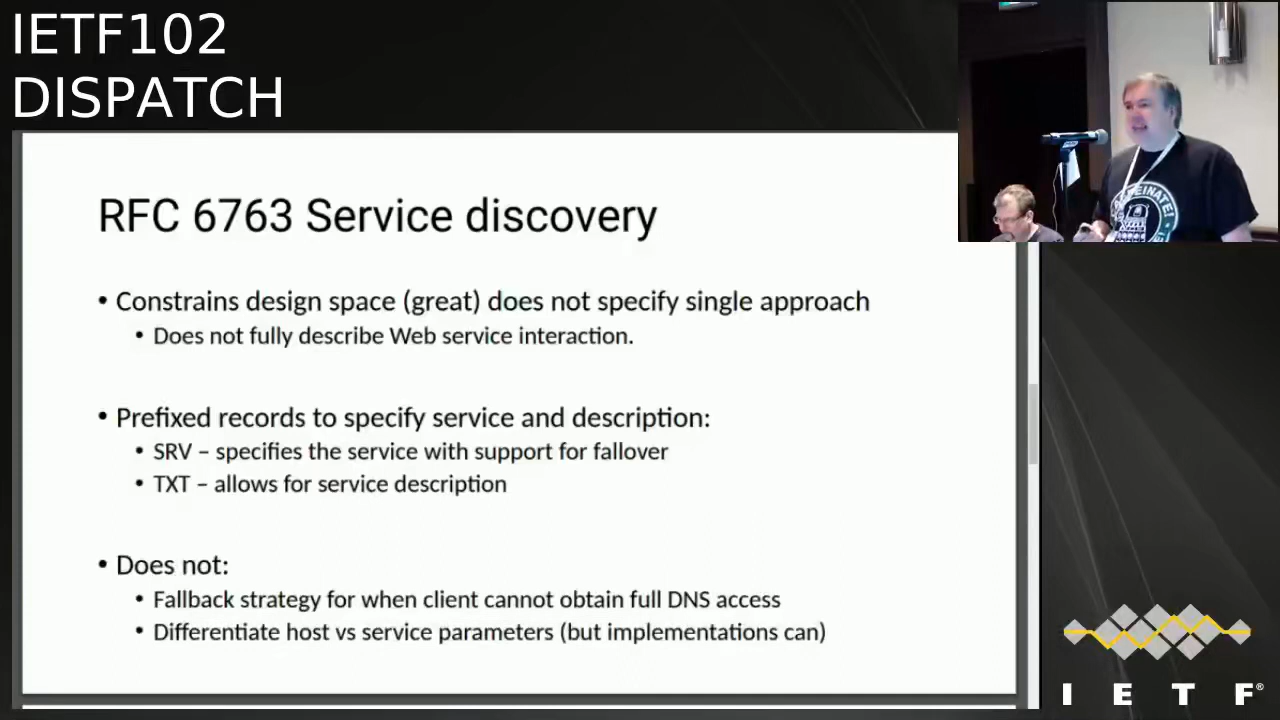 IETF102
DISPATCH
RFC 6763 Service discovery
• Constrains design space (great) does not specify single approach
• Does not fully describe Web service interaction.
• Prefixed records to specify service and description:
• SRV – specifies the service with support for fallover
• TXT – allows for service description
• Does not:
• Fallback strategy for when client cannot obtain full DNS access
• Differentiate host vs service parameters (but implementations can)
I E T F®